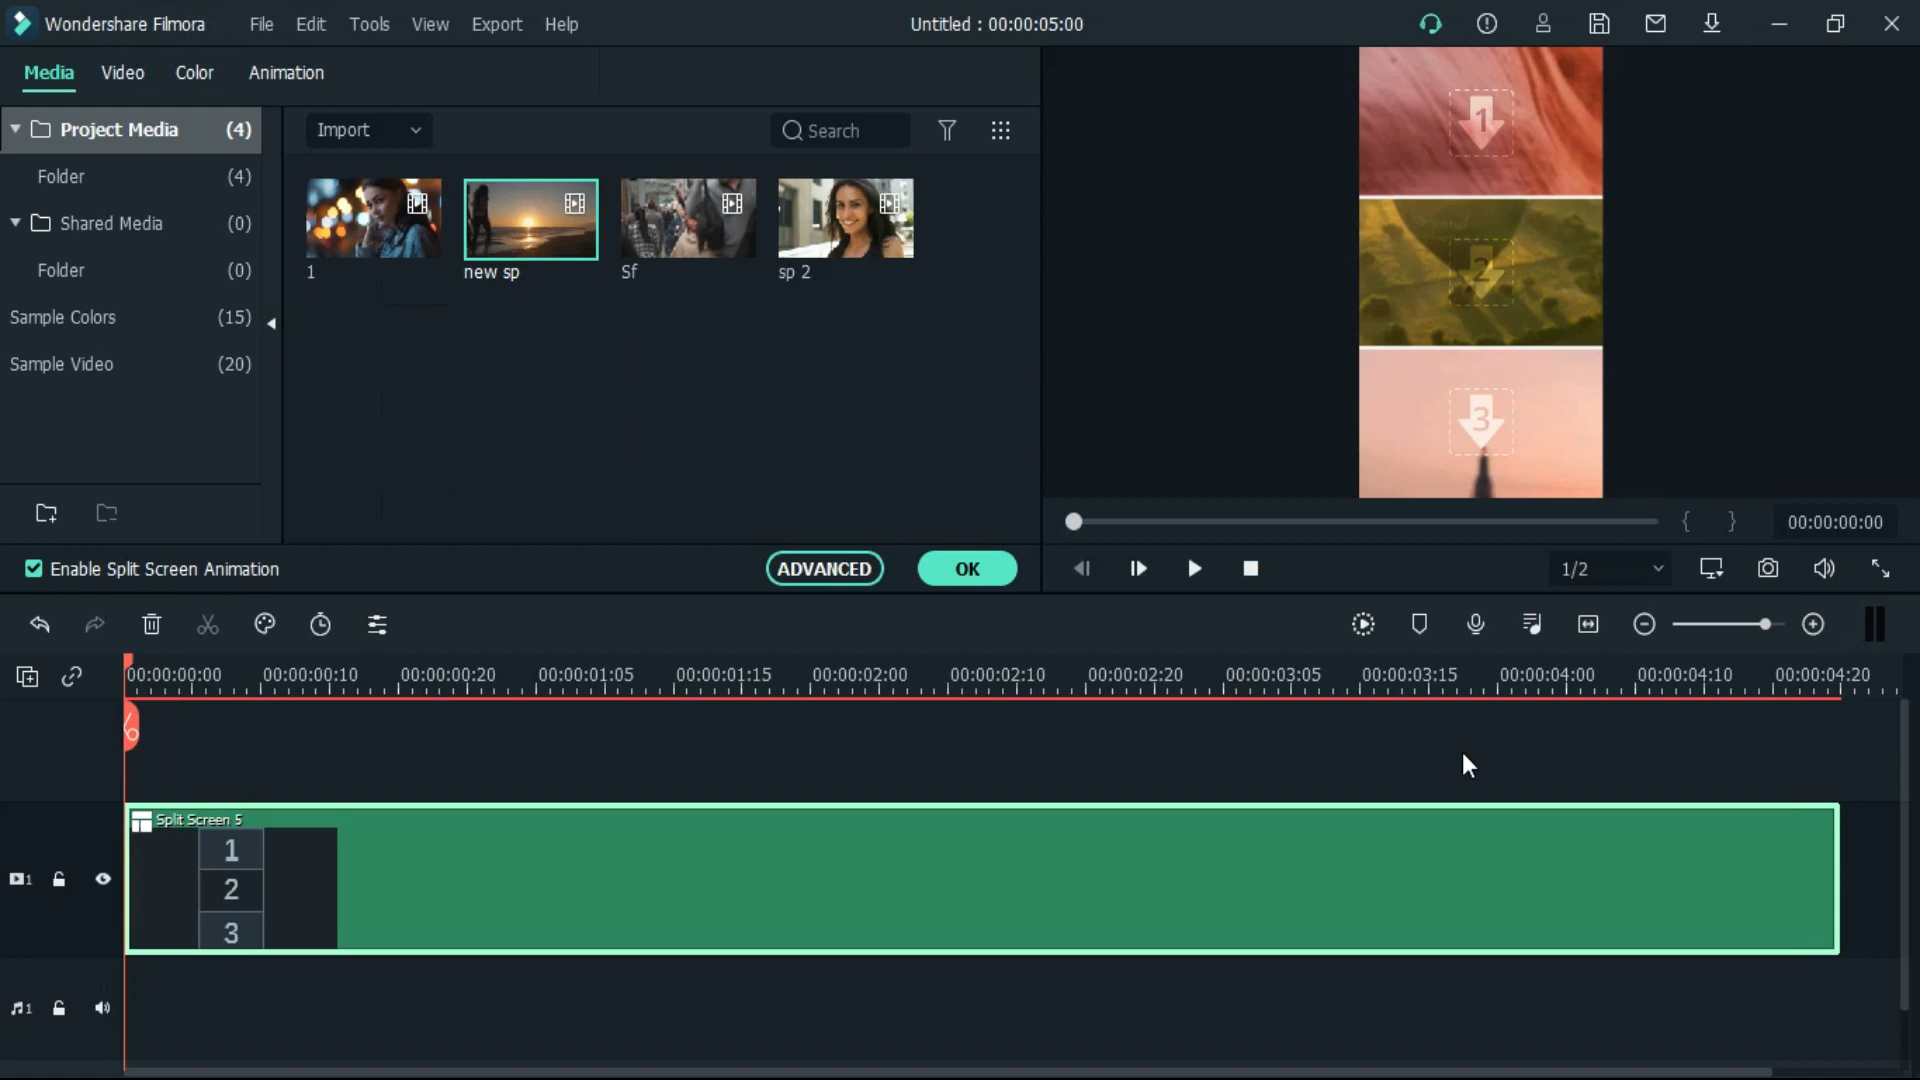 Wondershare Filmora File Edit Tools View Export Help Untitled : 00:00:05:00
Media Video Color Animation
Project Media (4)
Folder (4)
Shared Media (0)
Folder (0)
Sample Colors (15)
Sample Video (20)
Import Search
1 new sp Sf sp 2
1
2
3
{ } 00:00:00:00
Enable Split Screen Animation ADVANCED OK
1/2
00:00:00:00 00:00:00:10 00:00:00:20 00:00:01:05 00:00:01:15 00:00:02:00 00:00:02:10 00:00:02:20 00:00:03:05 00:00:03:15 00:00:04:00 00:00:04:10 00:00:04:20
Split Screen 5
1
2
3
1
1